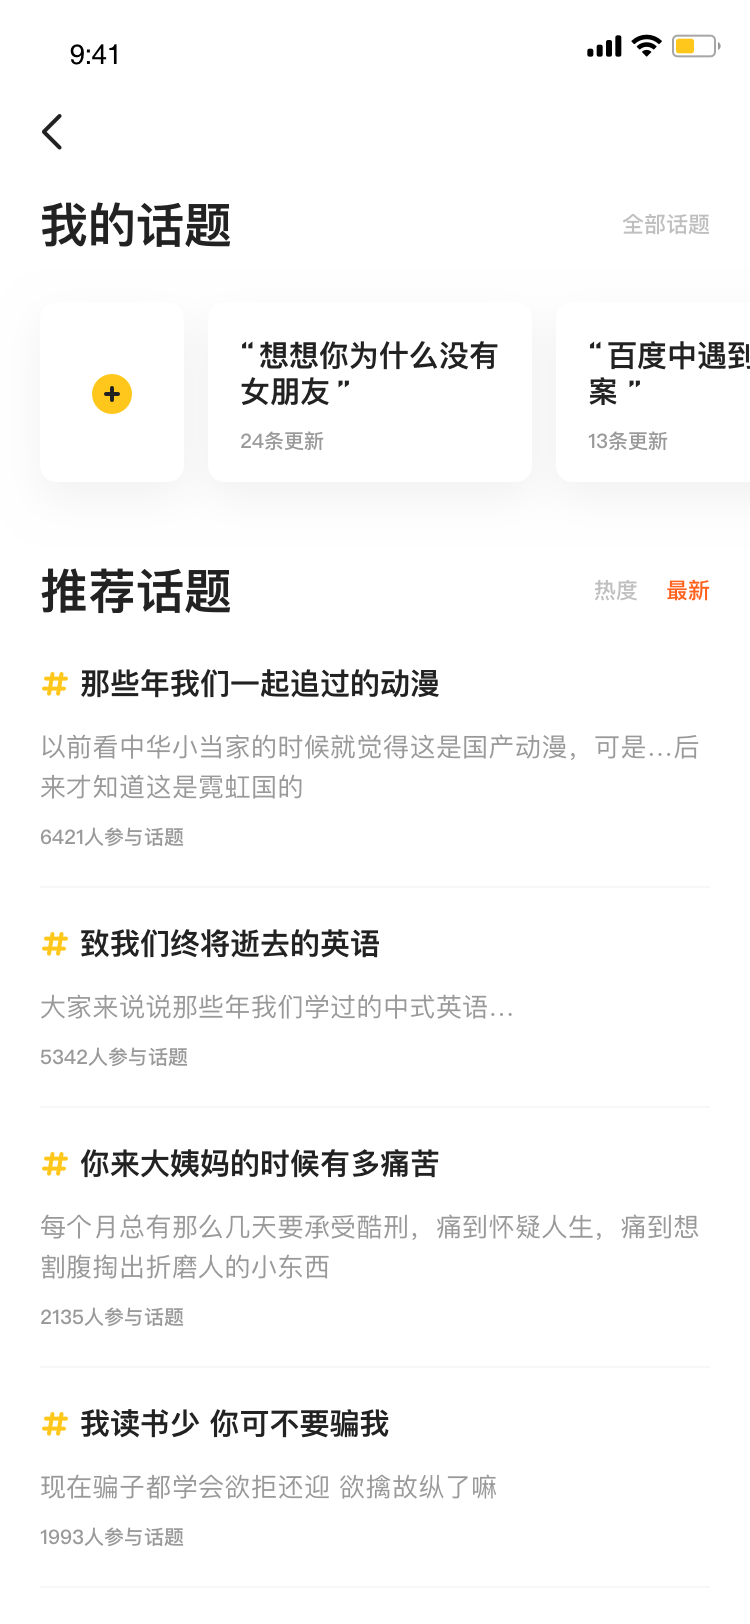 9:41
我的话题
全部话题
“想想你为什么没有
女朋友”
24条更新
“百度中遇到
案”
13条更新
推荐话题
热度
最新
# 那些年我们一起追过的动漫
以前看中华小当家的时候就觉得这是国产动漫，可是...后
来才知道这是霓虹国的
6421人参与话题
# 致我们终将逝去的英语
大家来说说那些年我们学过的中式英语...
5342人参与话题
# 你来大姨妈的时候有多痛苦
每个月总有那么几天要承受酷刑，痛到怀疑人生，痛到想
割腹掏出折磨人的小东西
2135人参与话题
# 我读书少 你可不要骗我
现在骗子都学会欲拒还迎 欲擒故纵了嘛
1993人参与话题